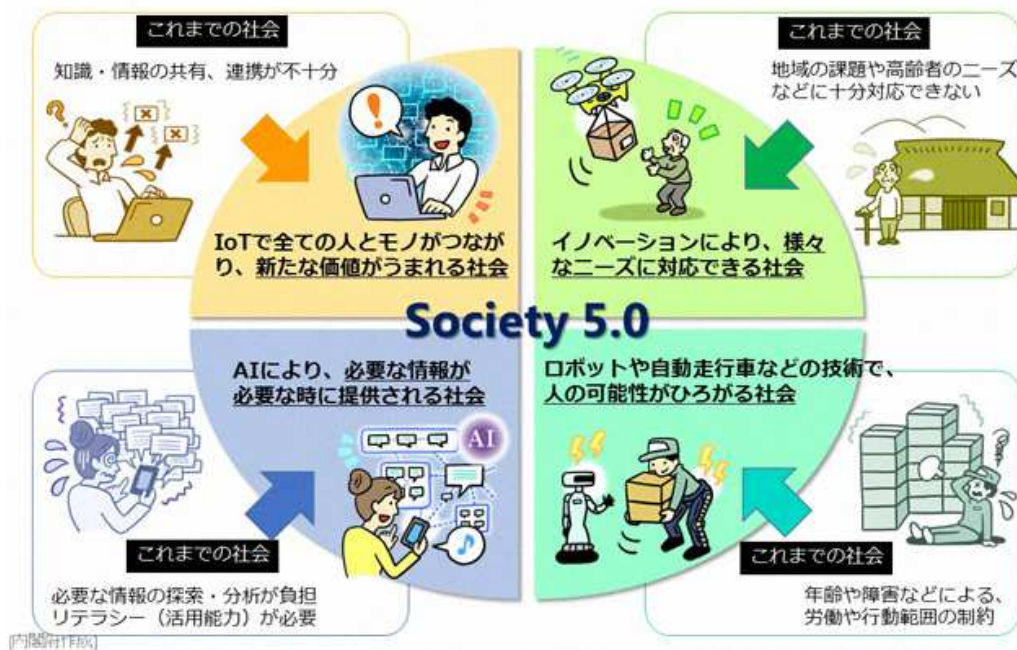 これまでの社会
知識・情報の共有、連携が不十分
IoTで全ての人とモノがつなが
り、新たな価値がうまれる社会
これまでの社会
地域の課題や高齢者のニーズ
などに十分対応できない
イノベーションにより、様々
なニーズに対応できる社会
Society 5.0
AIにより、必要な情報が
必要な時に提供される社会
AI
これまでの社会
必要な情報の探索・分析が負担
リテラシー（活用能力）が必要
ロボットや自動走行車などの技術で、
人の可能性がひろがる社会
これまでの社会
年齢や障害などによる、
労働や行動範囲の制約
[内閣府作成]